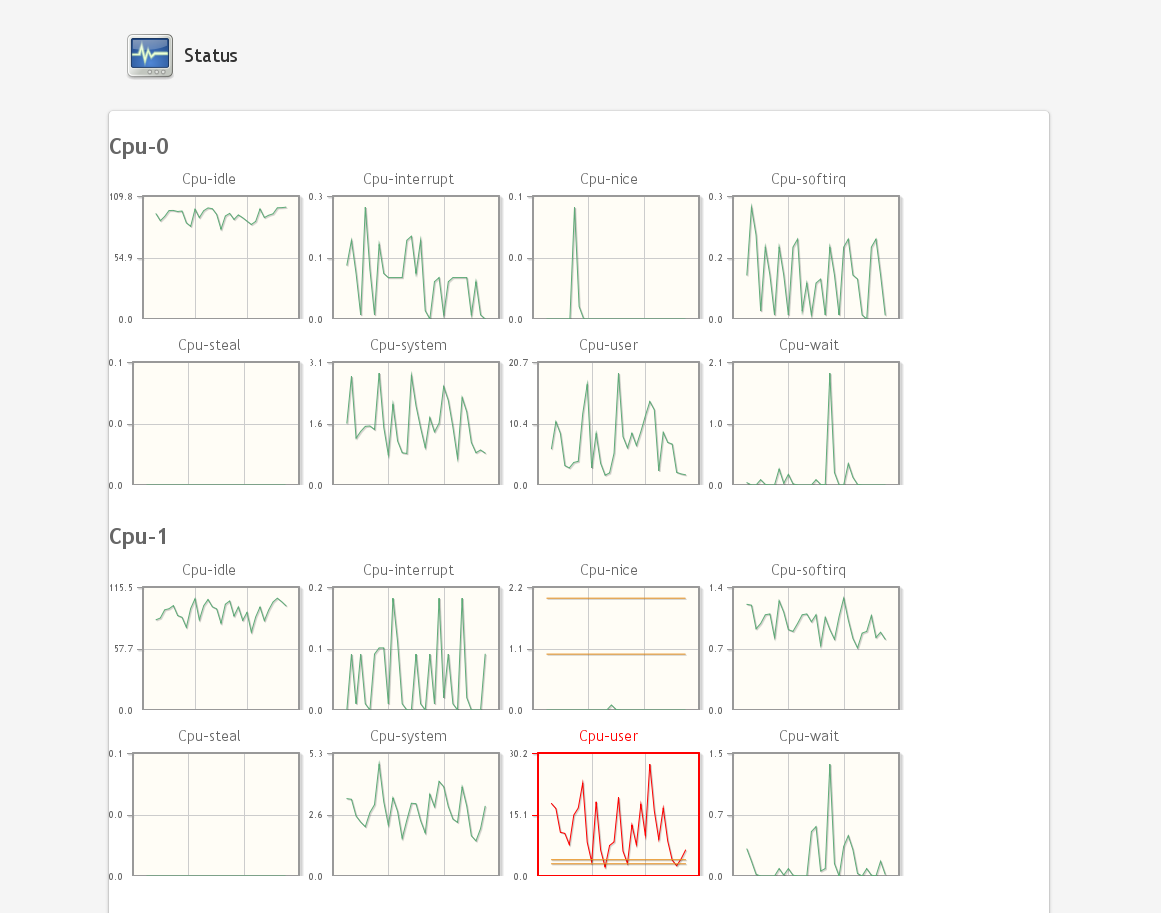 Status
Cpu-0
Cpu-idle Cpu-interrupt Cpu-nice Cpu-softirq
109.8 0.3 0.1 0.3
54.9 0.1 0.0 0.2
0.0 0.0 0.0 0.0
Cpu-steal Cpu-system Cpu-user Cpu-wait
0.1 3.1 20.7 2.1
0.0 1.6 10.4 1.0
0.0 0.0 0.0 0.0
Cpu-1
Cpu-idle Cpu-interrupt Cpu-nice Cpu-softirq
115.5 0.2 2.2 1.4
57.7 0.1 1.1 0.7
0.0 0.0 0.0 0.0
Cpu-steal Cpu-system Cpu-user Cpu-wait
0.1 5.3 30.2 1.5
0.0 2.6 15.1 0.7
0.0 0.0 0.0 0.0